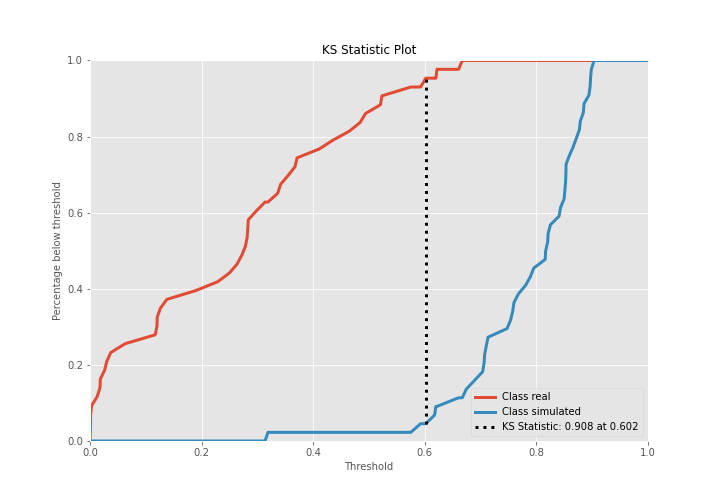 KS Statistic Plot
1.0
0.8
0.6
0.4
0.2
0.0
Percentage below threshold
Class real
Class simulated
KS Statistic: 0.908 at 0.602
0.0 0.2 0.4 0.6 0.8 1.0
Threshold